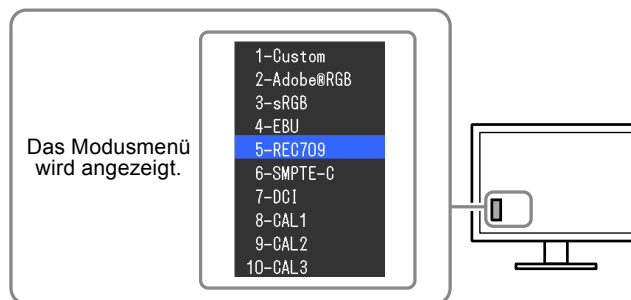 Das Modusmenü
wird angezeigt.
1-Custom
2-Adobe®RGB
3-sRGB
4-EBU
5-REC709
6-SMPTE-C
7-DCI
8-CAL1
9-CAL2
10-CAL3